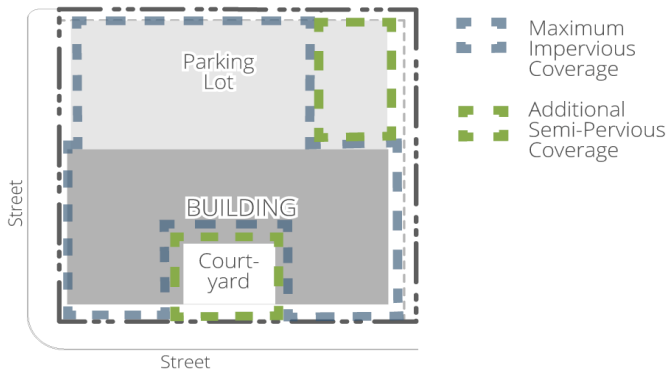 Parking
Lot
BUILDING
Court-
yard
Street
Street
Maximum
Impervious
Coverage
Additional
Semi-Pervious
Coverage